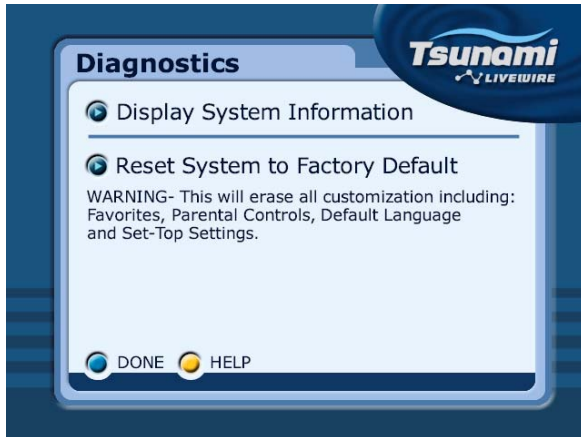 Tsunami
LIVEWIRE
Diagnostics
Display System Information
Reset System to Factory Default
WARNING- This will erase all customization including:
Favorites, Parental Controls, Default Language
and Set-Top Settings.
DONE HELP